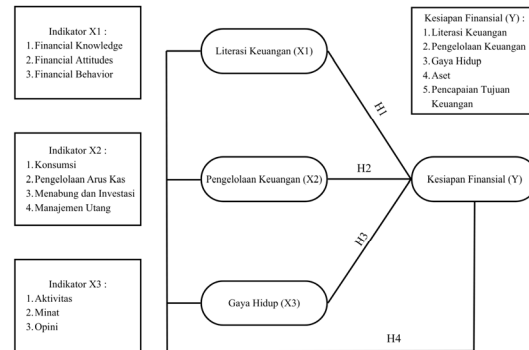 Indikator X1 :
1. Financial Knowledge
2. Financial Attitudes
3. Financial Behavior
Literasi Keuangan (X1)
Kesiapan Finansial (Y) :
1. Literasi Keuangan
2. Pengelolaan Keuangan
3. Gaya Hidup
4. Aset
5. Pencapaian Tujuan
Keuangan
H1
Indikator X2 :
1. Konsumsi
2. Pengelolaan Arus Kas
3. Menabung dan Investasi
4. Manajemen Utang
Pengelolaan Keuangan (X2)
H2
Kesiapan Finansial (Y)
H3
Indikator X3 :
1. Aktivitas
2. Minat
3. Opini
Gaya Hidup (X3)
H4